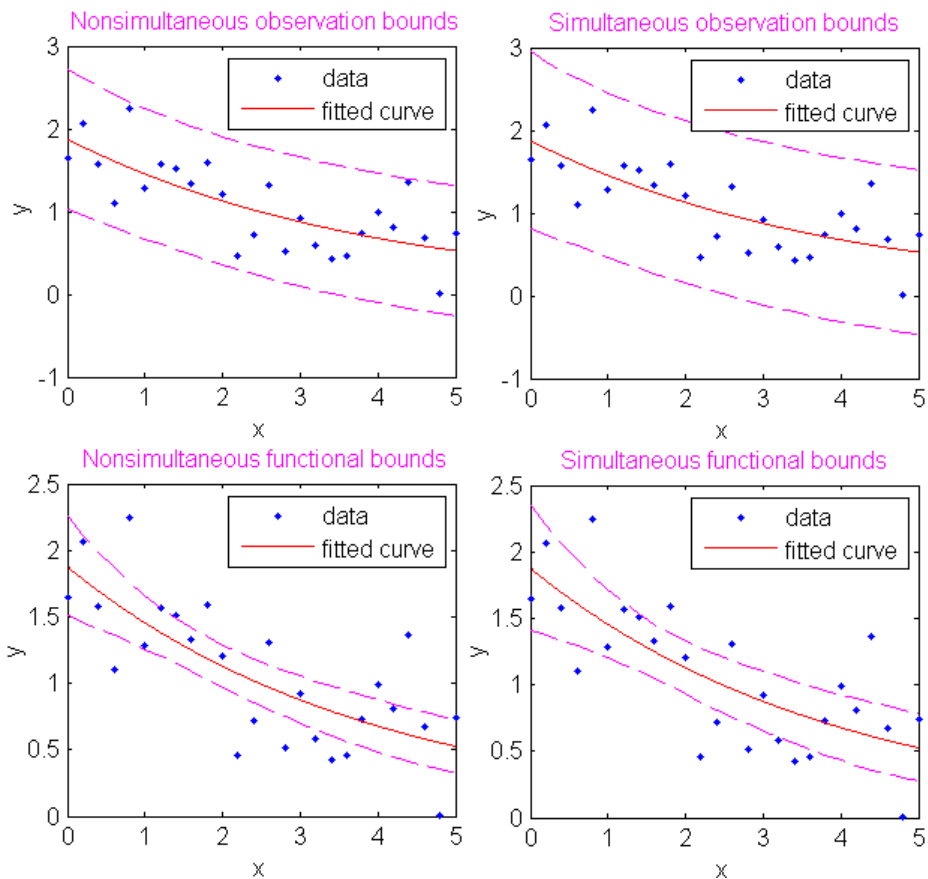 Nonsimultaneous observation bounds
3
2
1
0
-1
data
fitted curve
y
0 1 2 3 4 5
x
Simultaneous observation bounds
3
2
1
0
-1
data
fitted curve
y
0 1 2 3 4 5
x
Nonsimultaneous functional bounds
2.5
2
1.5
1
0.5
0
data
fitted curve
y
0 1 2 3 4 5
x
Simultaneous functional bounds
2.5
2
1.5
1
0.5
0
data
fitted curve
y
0 1 2 3 4 5
x